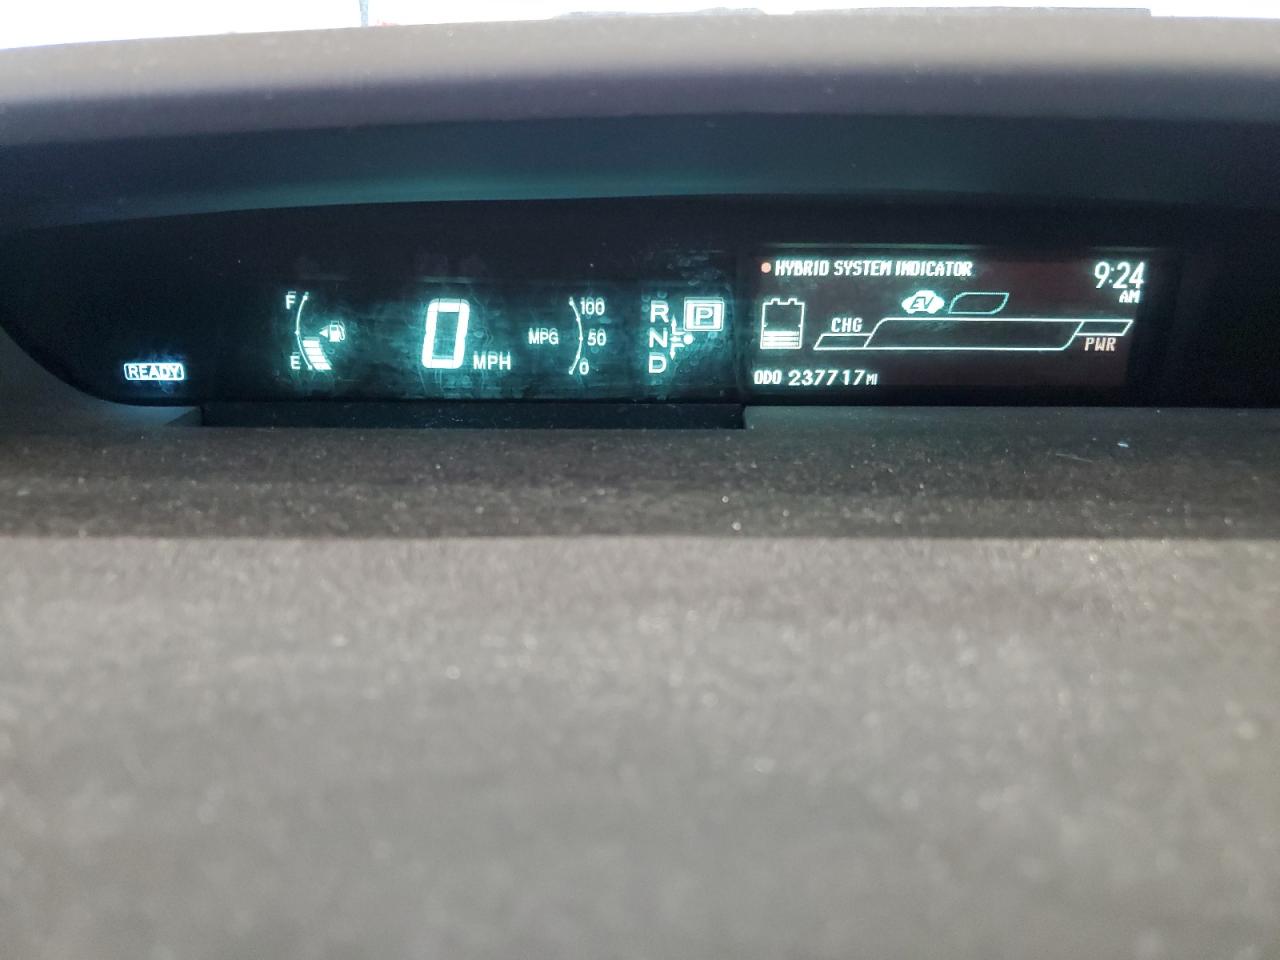 READY
F
E
0 MPH
MPG
100
50
0
R
N
D
P
HYBRID SYSTEM INDICATOR
9:24
AM
EV
CHG
PWR
ODO 237717 MI